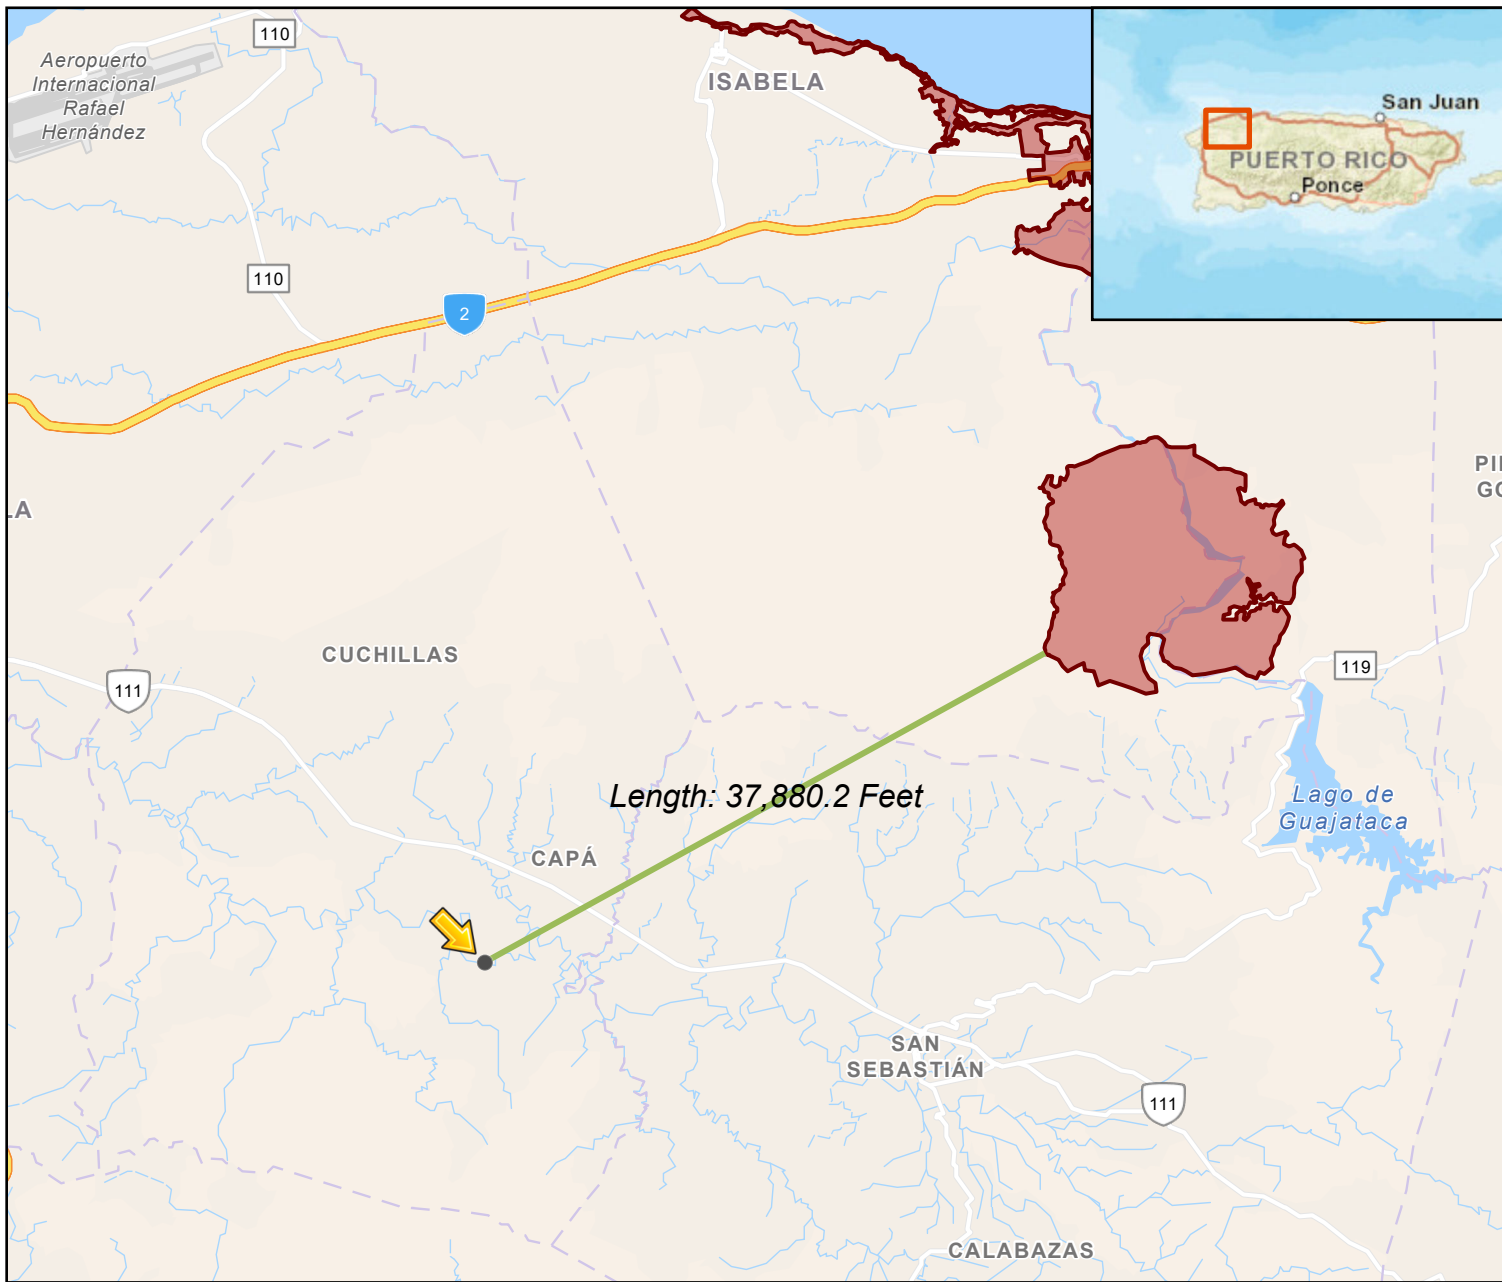 Aeropuerto
Internacional
Rafael
Hernández
110
ISABELA
San Juan
PUERTO RICO
Ponce
110
2
LA
PI
GO
CUCHILLAS
111
119
Length: 37,880.2 Feet
Lago de
Guajataca
CAPÁ
SAN
SEBASTIÁN
111
CALABAZAS